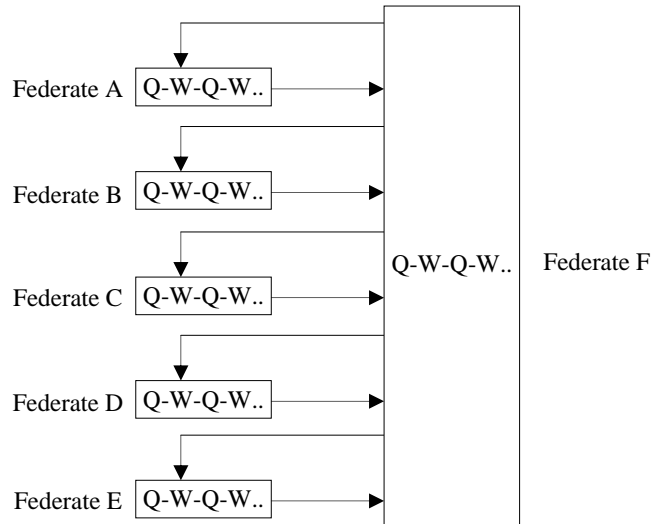 Federate A Q-W-Q-W..
Federate B Q-W-Q-W..
Federate C Q-W-Q-W..
Q-W-Q-W.. Federate F
Federate D Q-W-Q-W..
Federate E Q-W-Q-W..